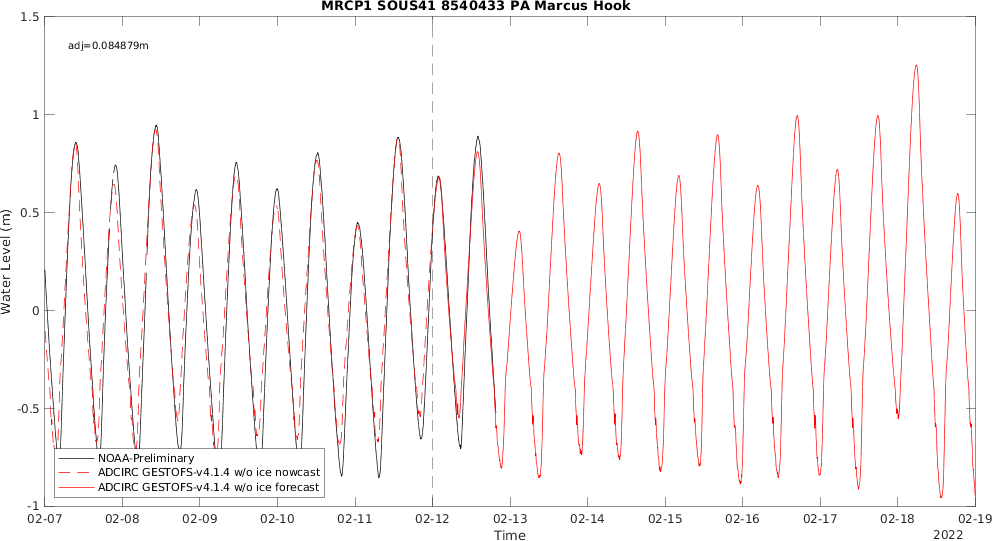 MRCP1 SOUS41 8540433 PA Marcus Hook
adj=0.084879m
1.5
1
0.5
0
-0.5
-1
Water Level (m)
NOAA-Preliminary
ADCIRC GESTOFS-v4.1.4 w/o ice nowcast
ADCIRC GESTOFS-v4.1.4 w/o ice forecast
02-07 02-08 02-09 02-10 02-11 02-12 02-13 02-14 02-15 02-16 02-17 02-18 02-19
Time
2022